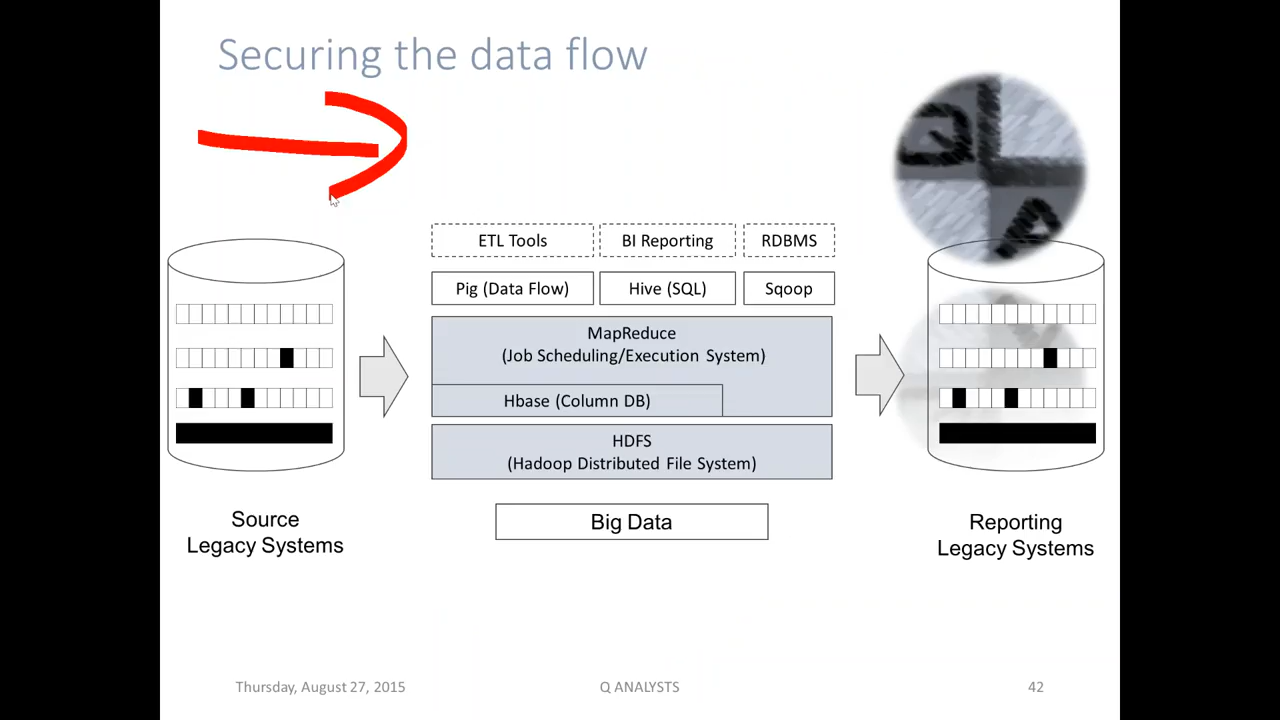 Securing the data flow
Q
A
ETL Tools
BI Reporting
RDBMS
Pig (Data Flow)
Hive (SQL)
Sqoop
MapReduce
(Job Scheduling/Execution System)
Hbase (Column DB)
HDFS
(Hadoop Distributed File System)
Big Data
Source
Legacy Systems
Reporting
Legacy Systems
Thursday, August 27, 2015
Q ANALYSTS
42